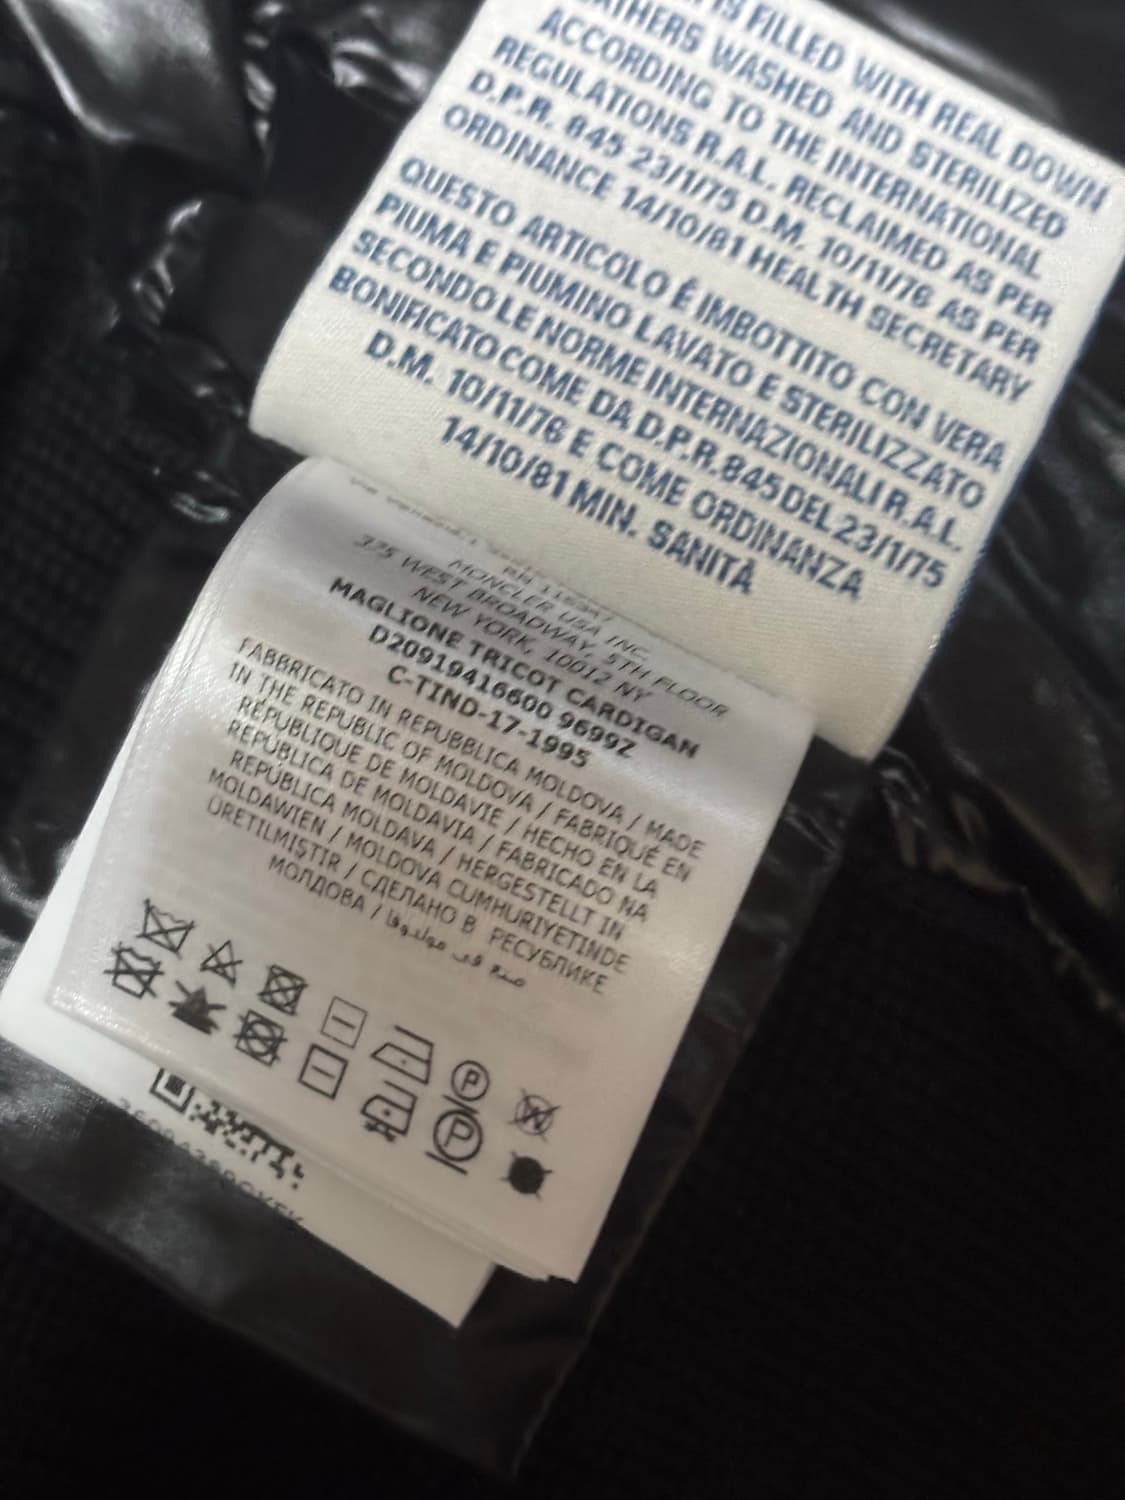 IS FILLED WITH REAL DOWN
WASHED AND STERILIZED
ACCORDING TO THE INTERNATIONAL
REGULATIONS R.A.L. RECLAIMED AS PER
D.P.R. 845 23/1/75 D.M. 10/11/76 AS PER
ORDINANCE 14/10/81 HEALTH SECRETARY
QUESTO ARTICOLO É IMBOTTITO CON VERA
PIUMA E PIUMINO LAVATO E STERILIZZATO
SECONDO LE NORME INTERNAZIONALI R.A.L.
BONIFICATO COME DA D.P.R.845 DEL 23/1/75
D.M. 10/11/76 E COME ORDINANZA
14/10/81 MIN. SANITÀ
MONCLER USA INC
375 WEST BROADWAY, 5TH FLOOR
NEW YORK, 10012 NY
MAGLIONE TRICOT CARDIGAN
D20919416600 9699Z
C-TIND-17-1995
FABBRICATO IN REPUBBLICA MOLDOVA / MADE
IN THE REPUBLIC OF MOLDOVA / FABRIQUÉ EN
RÉPUBLIQUE DE MOLDAVIE / HECHO EN LA
REPÚBLICA DE MOLDAVIA / FABRICADO NA
REPÚBLICA MOLDAVA / HERGESTELLT IN
MOLDAWIEN / MOLDOVA CUMHURIYETINDE
ÜRETILMIŞTIR / СДЕЛАНО В РЕСУБЛИКЕ
МОЛДОВА / صنع في مولدوفا
P W
P